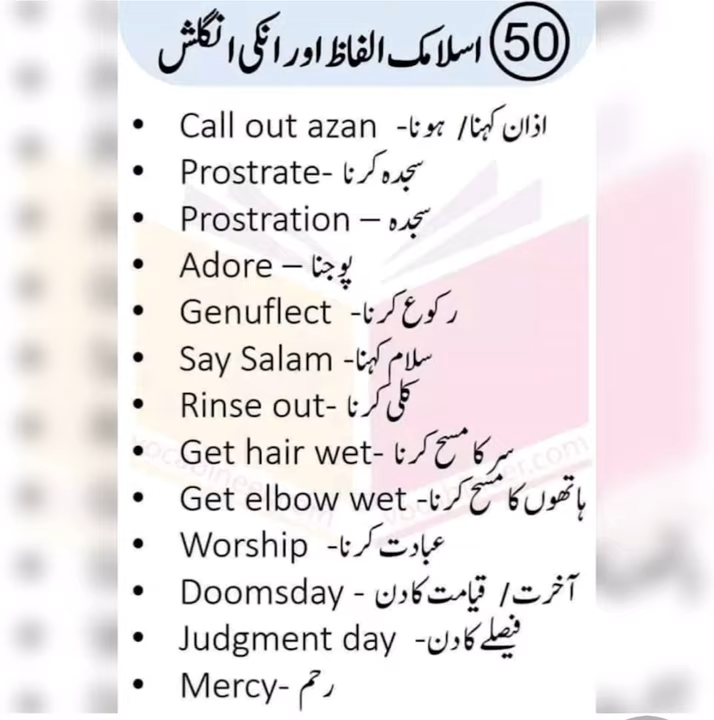 50 اسلامک الفاظ اور انکی انگلش
• Call out azan -اذان کہنا/ ہونا
• Prostrate- سجدہ کرنا
• Prostration – سجدہ
• Adore – پوجنا
• Genuflect -رکوع کرنا
• Say Salam -سلام کہنا
• Rinse out- کلی کرنا
• Get hair wet- سر کا مسح کرنا
• Get elbow wet -ہاتھوں کا مسح کرنا
• Worship -عبادت کرنا
• Doomsday - آخرت/ قیامت کا دن
• Judgment day -فیصلے کا دن
• Mercy- رحم